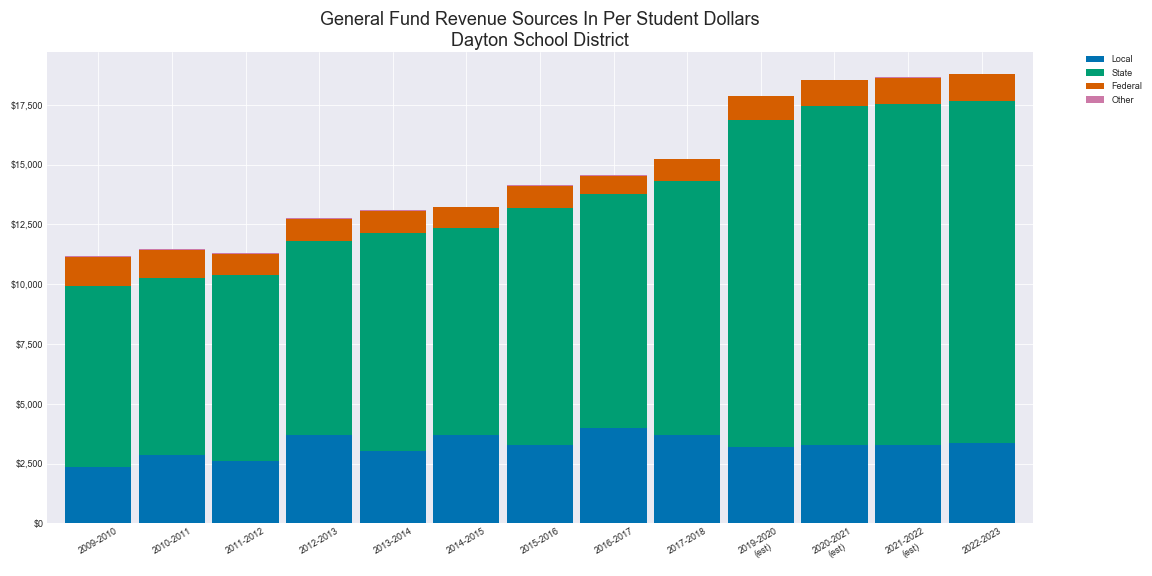 General Fund Revenue Sources In Per Student Dollars
Dayton School District
Local
State
Federal
Other
$17,500
$15,000
$12,500
$10,000
$7,500
$5,000
$2,500
$0
2009-2010
2010-2011
2011-2012
2012-2013
2013-2014
2014-2015
2015-2016
2016-2017
2017-2018
2019-2020
(est)
2020-2021
(est)
2021-2022
(est)
2022-2023